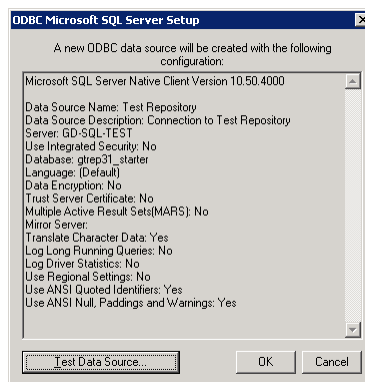 ODBC Microsoft SQL Server Setup
A new ODBC data source will be created with the following
configuration:
Microsoft SQL Server Native Client Version 10.50.4000
Data Source Name: Test Repository
Data Source Description: Connection to Test Repository
Server: GD-SQL-TEST
Use Integrated Security: No
Database: gtrep31_starter
Language: (Default)
Data Encryption: No
Trust Server Certificate: No
Multiple Active Result Sets(MARS): No
Mirror Server:
Translate Character Data: Yes
Log Long Running Queries: No
Log Driver Statistics: No
Use Regional Settings: No
Use ANSI Quoted Identifiers: Yes
Use ANSI Null, Paddings and Warnings: Yes
Test Data Source...
OK
Cancel